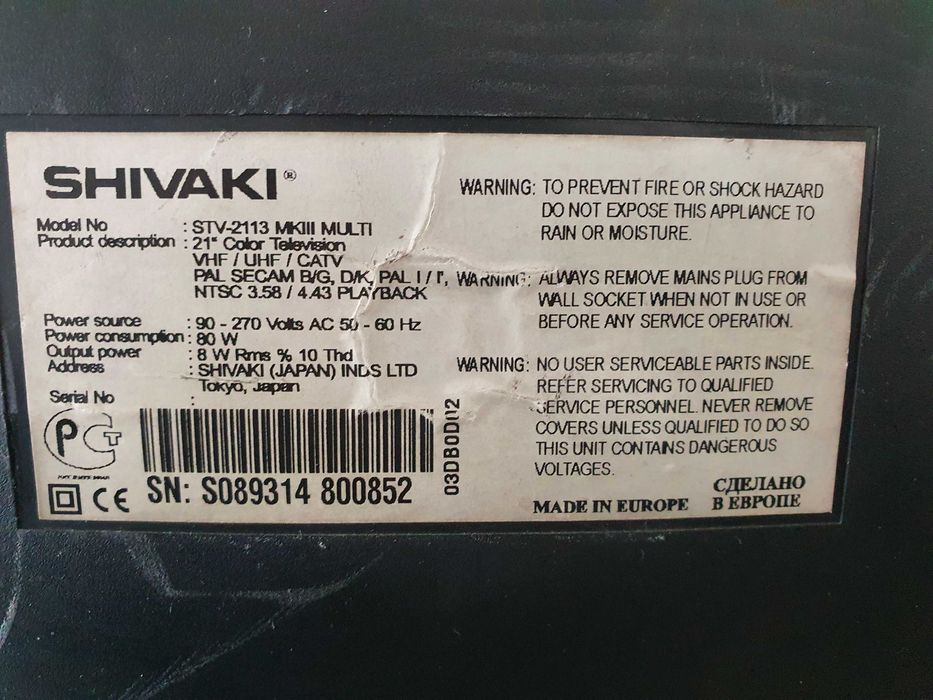 SHIVAKI®
Model No : STV-2113 MKIII MULTI
Product description : 21" Color Television
VHF / UHF / CATV
PAL SECAM B/G, D/K, PAL I / I',
NTSC 3.58 / 4.43 PLAYBACK
Power source : 90 - 270 Volts AC 50 - 60 Hz
Power consumption : 80 W
Output power : 8 W Rms % 10 Thd
Address : SHIVAKI (JAPAN) INDS LTD
Tokyo, Japan
Serial No :
РСТ
CE
SN: S089314 800852
03DB0D02
WARNING: TO PREVENT FIRE OR SHOCK HAZARD
DO NOT EXPOSE THIS APPLIANCE TO
RAIN OR MOISTURE.
WARNING: ALWAYS REMOVE MAINS PLUG FROM
WALL SOCKET WHEN NOT IN USE OR
BEFORE ANY SERVICE OPERATION.
WARNING: NO USER SERVICEABLE PARTS INSIDE.
REFER SERVICING TO QUALIFIED
SERVICE PERSONNEL. NEVER REMOVE
COVERS UNLESS QUALIFIED TO DO SO
THIS UNIT CONTAINS DANGEROUS
VOLTAGES.
MADE IN EUROPE
СДЕЛАНО
В ЕВРОПЕ